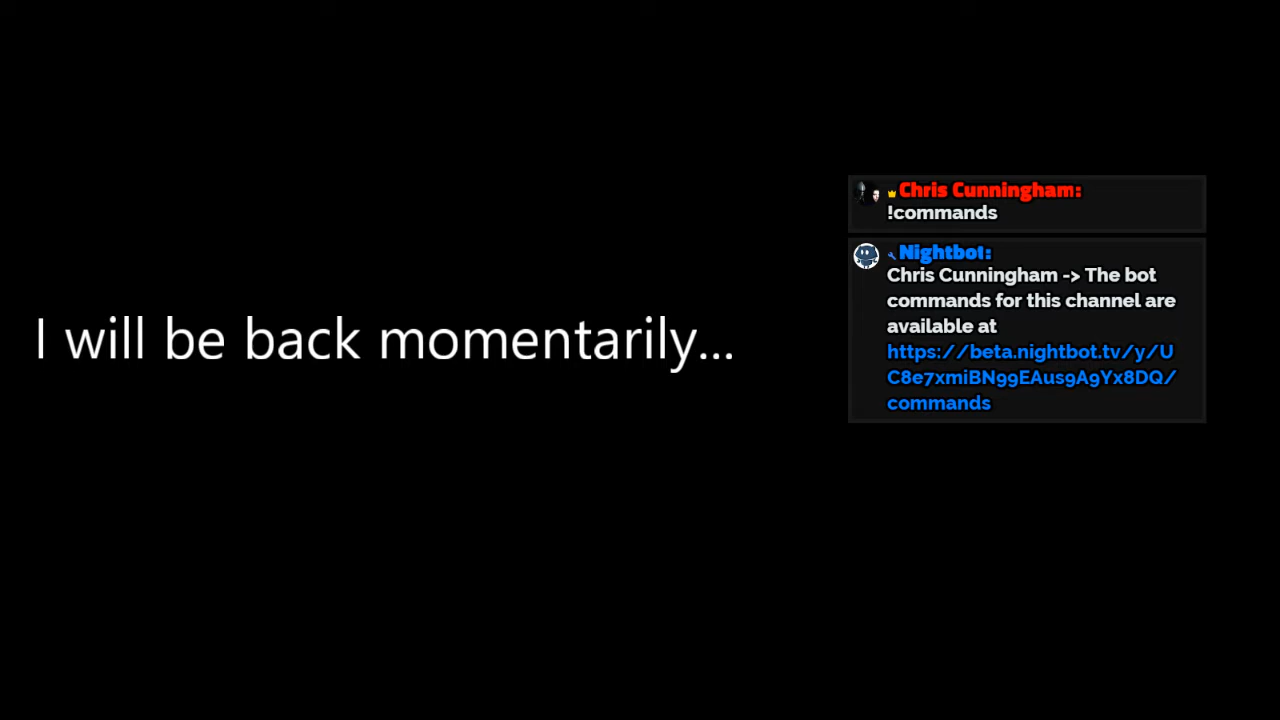 I will be back momentarily...
Chris Cunningham:
!commands
Nightbot:
Chris Cunningham -> The bot
commands for this channel are
available at
https://beta.nightbot.tv/y/U
C8e7xmiBN99EAus9A9Yx8DQ/
commands